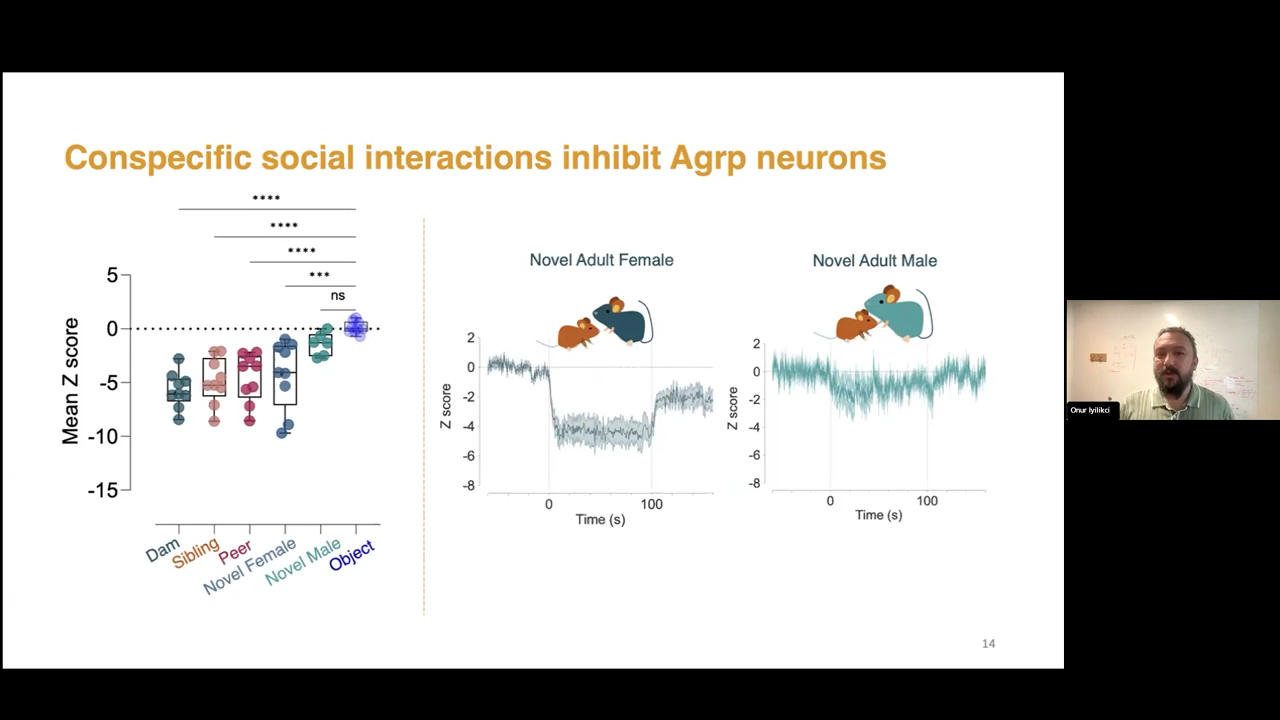 Conspecific social interactions inhibit Agrp neurons
****
****
****
***
ns
Mean Z score
5
0
-5
-10
-15
Dam
Sibling
Peer
Novel Female
Novel Male
Object
Novel Adult Female
Z score
2
0
-2
-4
-6
-8
0
100
Time (s)
Novel Adult Male
Z score
2
0
-2
-4
-6
-8
0
100
Time (s)
14
Onur Iyilikci